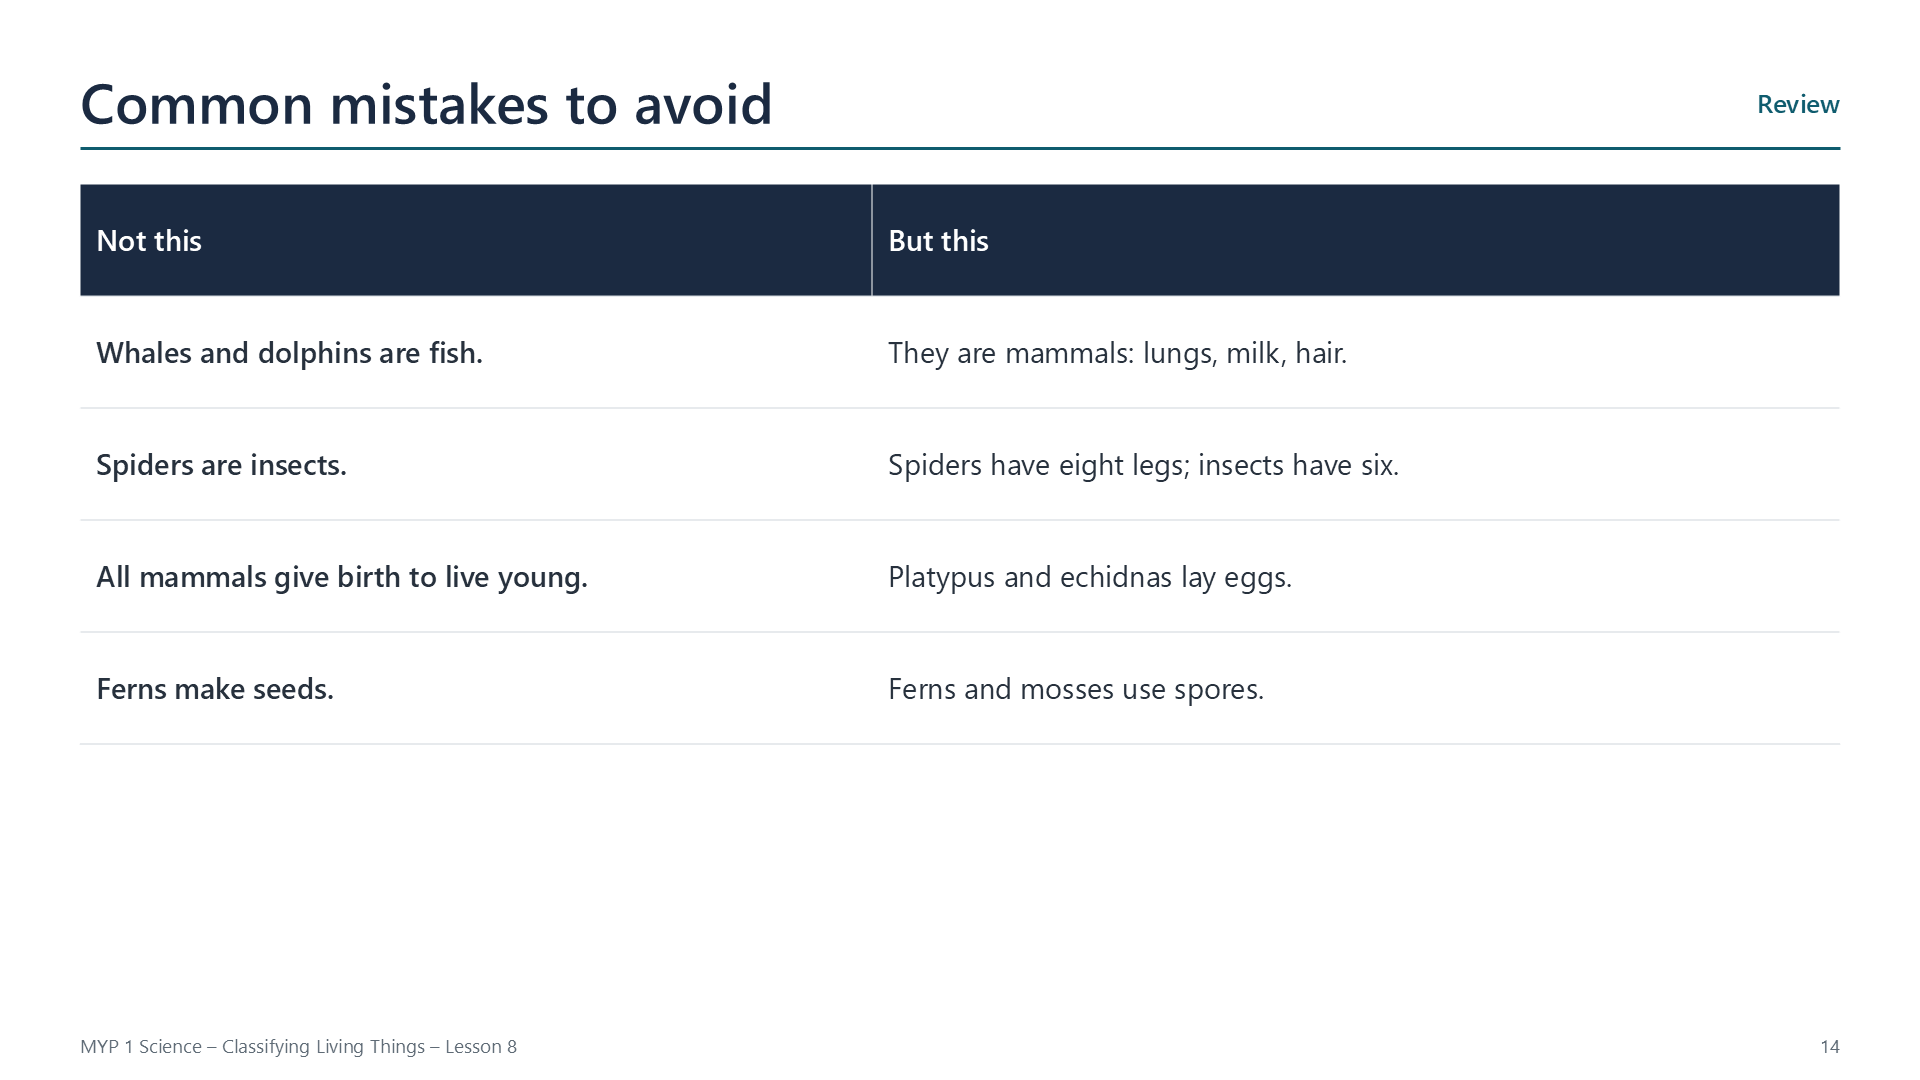 Common mistakes to avoid
Review
Not this
But this
Whales and dolphins are fish.
They are mammals: lungs, milk, hair.
Spiders are insects.
Spiders have eight legs; insects have six.
All mammals give birth to live young.
Platypus and echidnas lay eggs.
Ferns make seeds.
Ferns and mosses use spores.
MYP 1 Science – Classifying Living Things – Lesson 8
14